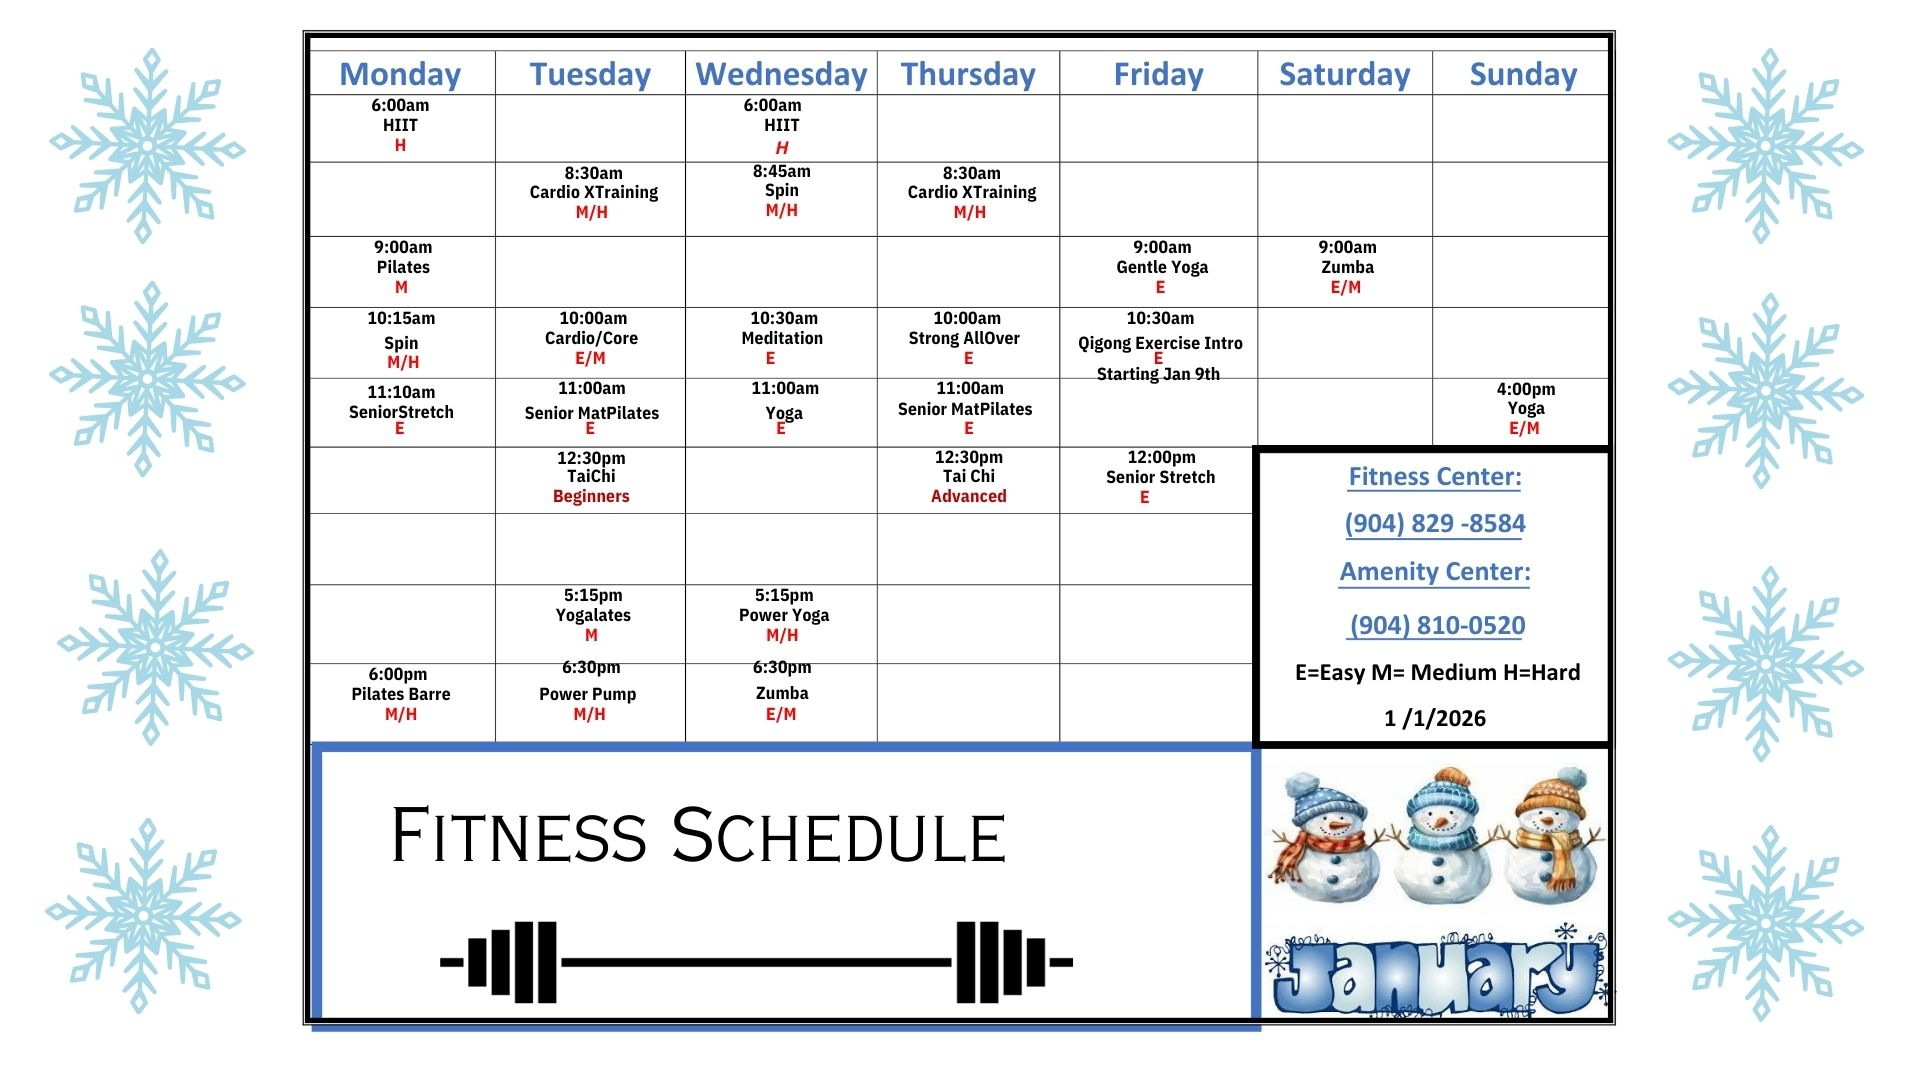 Monday Tuesday Wednesday Thursday Friday Saturday Sunday
6:00am
HIIT
H
6:00am
HIIT
H
8:30am
Cardio XTraining
M/H
8:45am
Spin
M/H
8:30am
Cardio XTraining
M/H
9:00am
Pilates
M
9:00am
Gentle Yoga
E
9:00am
Zumba
E/M
10:15am
Spin
M/H
10:00am
Cardio/Core
E/M
10:30am
Meditation
E
10:00am
Strong AllOver
E
10:30am
Qigong Exercise Intro
E
Starting Jan 9th
11:10am
SeniorStretch
E
11:00am
Senior MatPilates
E
11:00am
Yoga
E
11:00am
Senior MatPilates
E
4:00pm
Yoga
E/M
12:30pm
TaiChi
Beginners
12:30pm
Tai Chi
Advanced
12:00pm
Senior Stretch
E
5:15pm
Yogalates
M
5:15pm
Power Yoga
M/H
6:00pm
Pilates Barre
M/H
6:30pm
Power Pump
M/H
6:30pm
Zumba
E/M
Fitness Center:
(904) 829 -8584
Amenity Center:
(904) 810-0520
E=Easy M= Medium H=Hard
1 /1/2026
Fitness Schedule
January